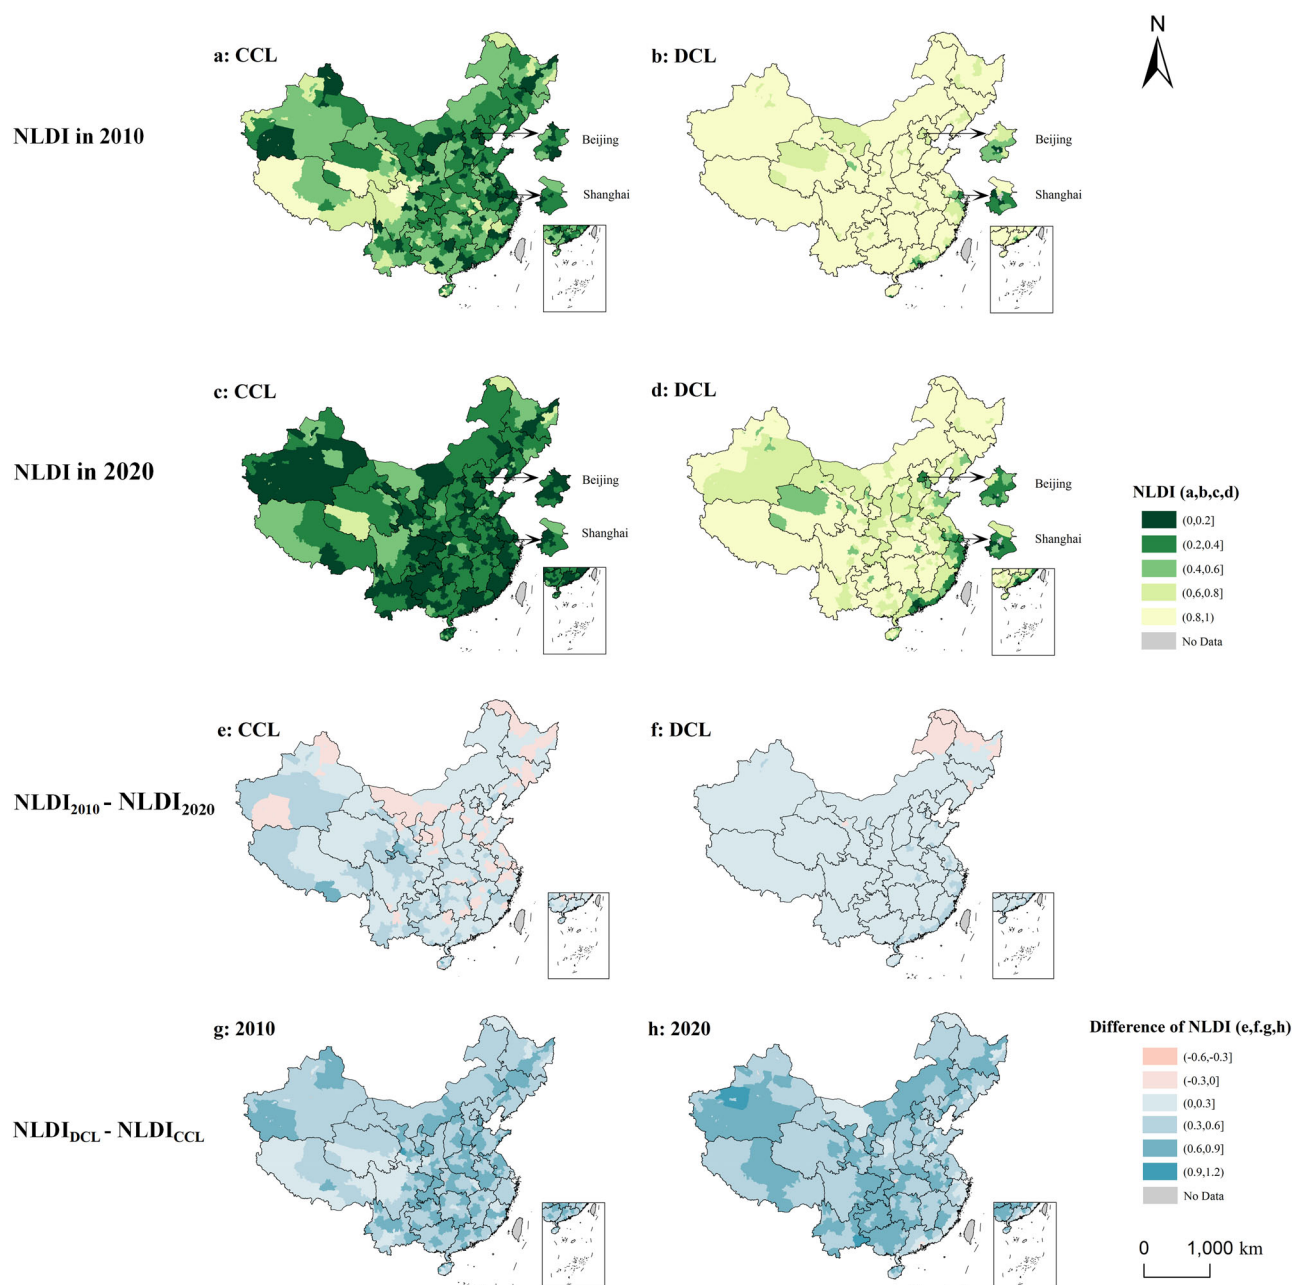 N
a: CCL
b: DCL
NLDI in 2010
Beijing
Shanghai
Beijing
Shanghai
c: CCL
d: DCL
NLDI in 2020
Beijing
Shanghai
Beijing
Shanghai
NLDI (a,b,c,d)
(0,0.2]
(0.2,0.4]
(0.4,0.6]
(0,6,0.8]
(0.8,1)
No Data
e: CCL
f: DCL
NLDI2010 - NLDI2020
g: 2010
h: 2020
NLDIDCL - NLDICCL
Difference of NLDI (e,f.g,h)
(-0.6,-0.3]
(-0.3,0]
(0,0.3]
(0.3,0.6]
(0.6,0.9]
(0.9,1.2)
No Data
0 1,000 km